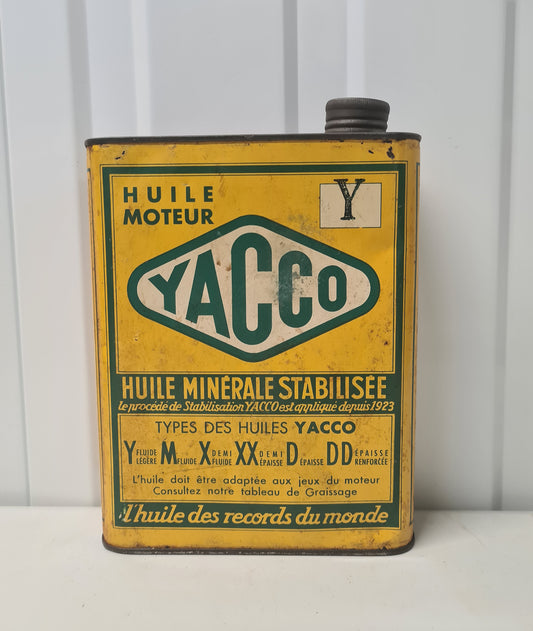 HUILE
MOTEUR
Y
YACCO
HUILE MINÉRALE STABILISÉE
le procédé de Stabilisation YACCO est appliqué depuis 1923
TYPES DES HUILES YACCO
Y FLUIDE LÉGÈRE M FLUIDE X DEMI FLUIDE XX DEMI ÉPAISSE D ÉPAISSE DD ÉPAISSE RENFORCÉE
L'huile doit être adaptée aux jeux du moteur
Consultez notre tableau de Graissage
l'huile des records du monde